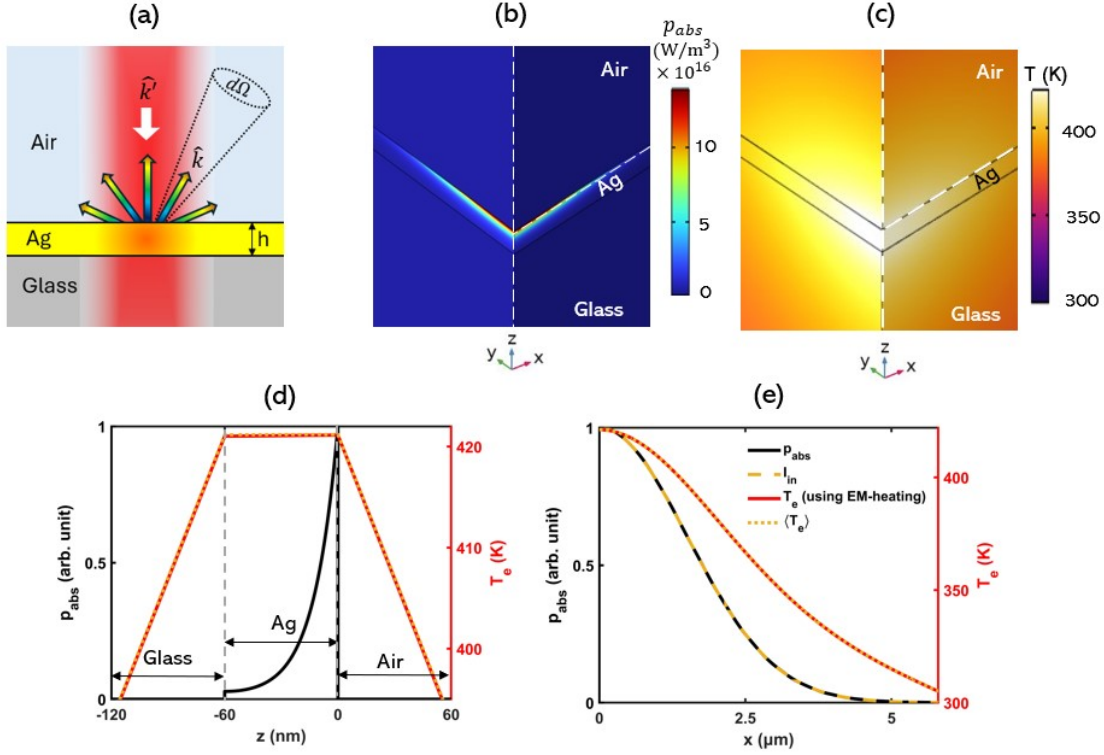 (a)
k̂'
dΩ
Air
k̂
Ag
h
Glass
(b)
p_abs
(W/m³)
× 10¹⁶
Air
10
Ag
5
0
Glass
z
y
x
(c)
Air
T (K)
400
Ag
350
300
Glass
z
y
x
(d)
1
420
p_abs (arb. unit)
0.5
410
T_e (K)
Ag
400
Glass
Air
0
-120
-60
0
60
z (nm)
(e)
1
p_abs
I_in
400
T_e (using EM-heating)
⟨T_e⟩
p_abs (arb. unit)
0.5
350
T_e (K)
0
300
0
2.5
5
x (µm)